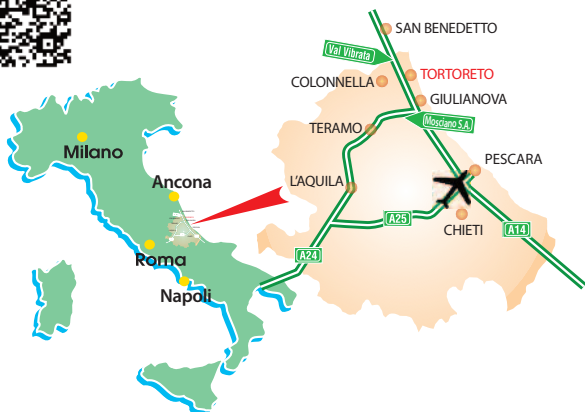 SAN BENEDETTO
Val Vibrata
TORTORETO
COLONNELLA
GIULIANOVA
Mosciano S.A.
TERAMO
Milano
PESCARA
L'AQUILA
Ancona
A25
CHIETI
A14
A24
Roma
Napoli